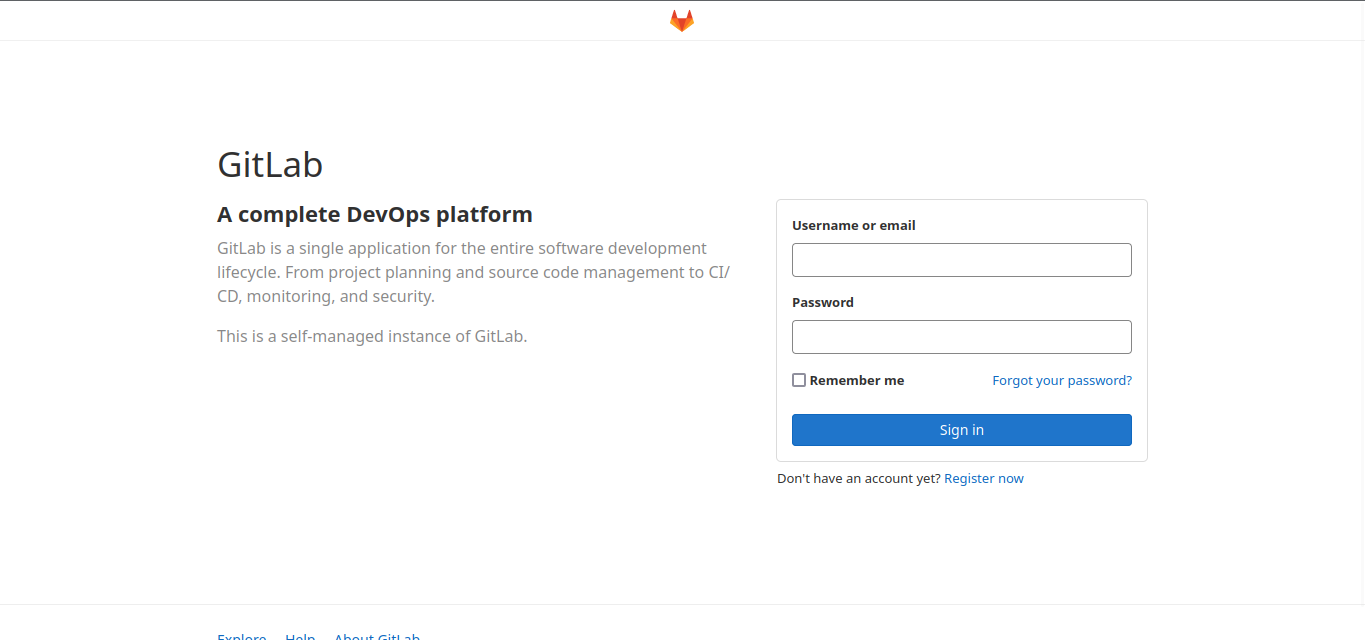 GitLab
A complete DevOps platform
GitLab is a single application for the entire software development
lifecycle. From project planning and source code management to CI/
CD, monitoring, and security.
This is a self-managed instance of GitLab.
Username or email
Password
Remember me
Forgot your password?
Sign in
Don't have an account yet? Register now
Explore Help About GitLab